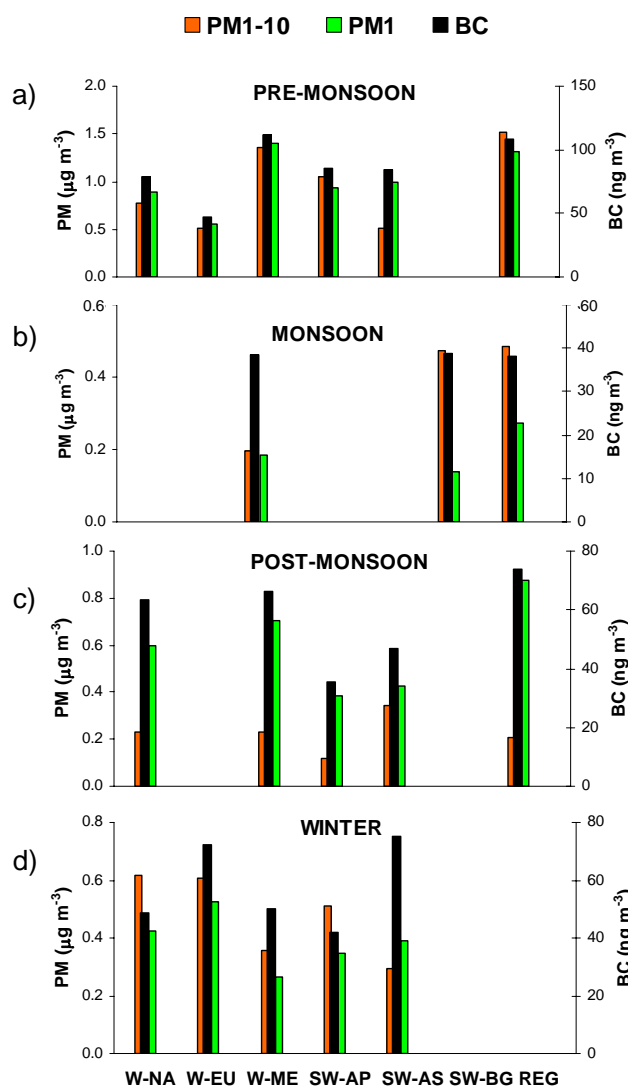 PM1-10 PM1 BC
a)
PRE-MONSOON
PM (μg m-3)
2.0
1.5
1.0
0.5
0.0
150
100
50
0
BC (ng m-3)
b)
MONSOON
PM (μg m-3)
0.6
0.4
0.2
0.0
60
50
40
30
20
10
0
BC (ng m-3)
c)
POST-MONSOON
PM (μg m-3)
1.0
0.8
0.6
0.4
0.2
0.0
80
60
40
20
0
BC (ng m-3)
d)
WINTER
PM (μg m-3)
0.8
0.6
0.4
0.2
0.0
80
60
40
20
0
BC (ng m-3)
W-NA W-EU W-ME SW-AP SW-AS SW-BG REG